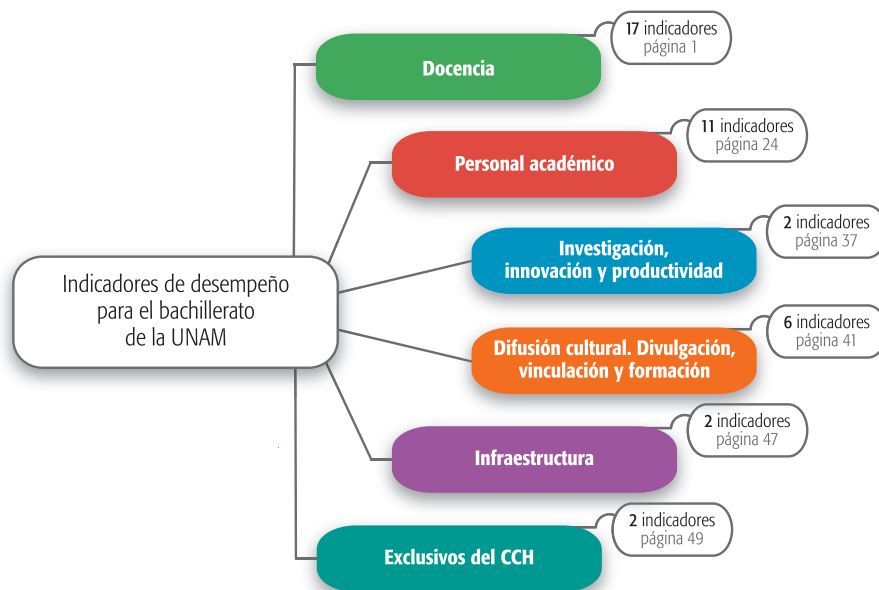 17 indicadores
página 1
Docencia
11 indicadores
página 24
Personal académico
2 indicadores
página 37
Investigación,
innovación y productividad
Indicadores de desempeño
para el bachillerato
de la UNAM
6 indicadores
página 41
Difusión cultural. Divulgación,
vinculación y formación
2 indicadores
página 47
Infraestructura
2 indicadores
página 49
Exclusivos del CCH